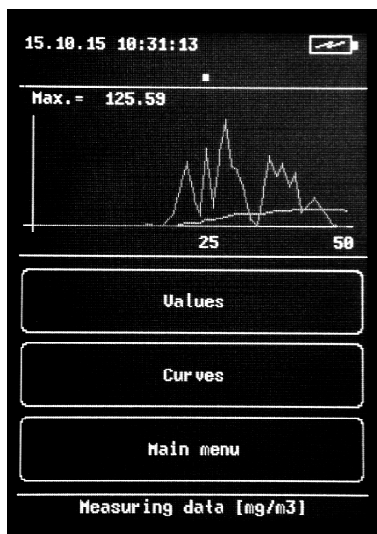 15.10.15 10:31:13
Max.= 125.59
25 50
Values
Curves
Main menu
Measuring data [mg/m3]